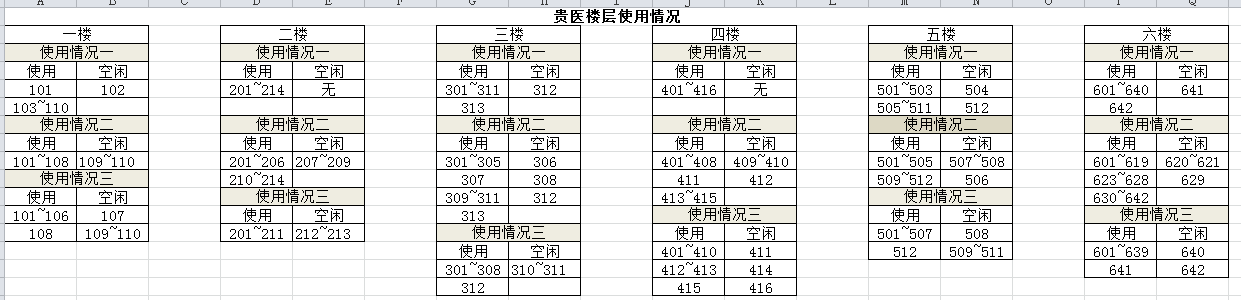 贵医楼层使用情况
一楼
使用情况一
使用 空闲
101 102
103~110
使用情况二
使用 空闲
101~108 109~110
使用情况三
使用 空闲
101~106 107
108 109~110
二楼
使用情况一
使用 空闲
201~214 无
使用情况二
使用 空闲
201~206 207~209
210~214
使用情况三
使用 空闲
201~211 212~213
三楼
使用情况一
使用 空闲
301~311 312
313
使用情况二
使用 空闲
301~305 306
307 308
309~311 312
313
使用情况三
使用 空闲
301~308 310~311
312
四楼
使用情况一
使用 空闲
401~416 无
使用情况二
使用 空闲
401~408 409~410
411 412
413~415
使用情况三
使用 空闲
401~410 411
412~413 414
415 416
五楼
使用情况一
使用 空闲
501~503 504
505~511 512
使用情况二
使用 空闲
501~505 507~508
509~512 506
使用情况三
使用 空闲
501~507 508
512 509~511
六楼
使用情况一
使用 空闲
601~640 641
642
使用情况二
使用 空闲
601~619 620~621
623~628 629
630~642
使用情况三
使用 空闲
601~639 640
641 642